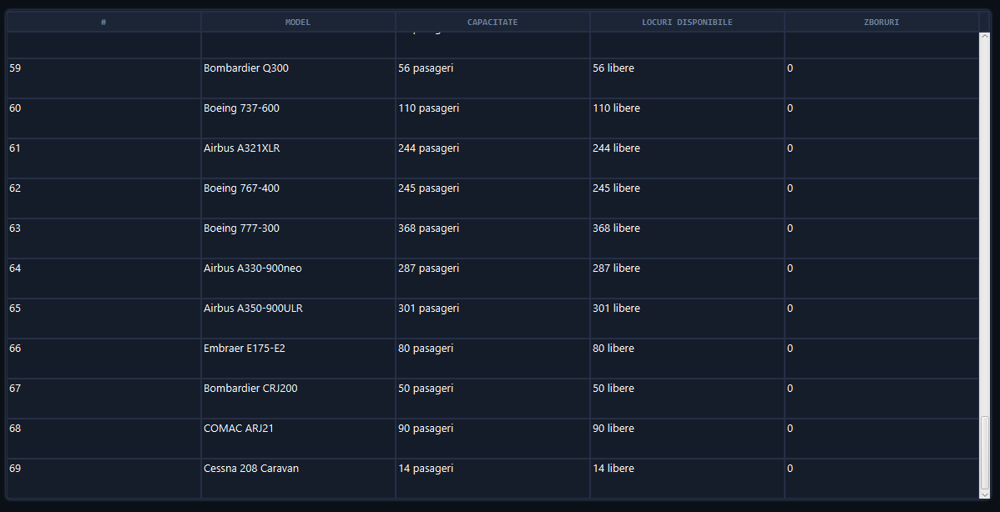 # MODEL CAPACITATE LOCURI DISPONIBILE ZBORURI
59 Bombardier Q300 56 pasageri 56 libere 0
60 Boeing 737-600 110 pasageri 110 libere 0
61 Airbus A321XLR 244 pasageri 244 libere 0
62 Boeing 767-400 245 pasageri 245 libere 0
63 Boeing 777-300 368 pasageri 368 libere 0
64 Airbus A330-900neo 287 pasageri 287 libere 0
65 Airbus A350-900ULR 301 pasageri 301 libere 0
66 Embraer E175-E2 80 pasageri 80 libere 0
67 Bombardier CRJ200 50 pasageri 50 libere 0
68 COMAC ARJ21 90 pasageri 90 libere 0
69 Cessna 208 Caravan 14 pasageri 14 libere 0